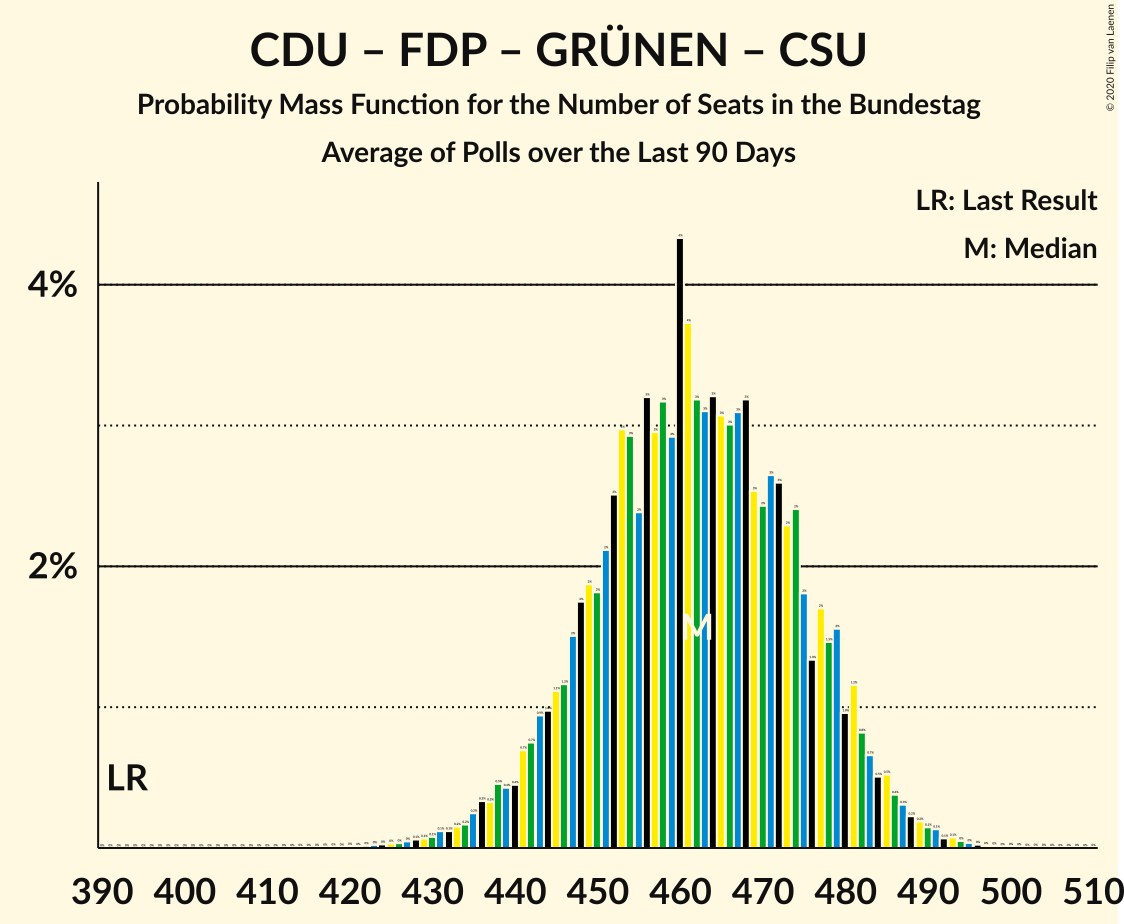 CDU – FDP – GRÜNEN – CSU
Probability Mass Function for the Number of Seats in the Bundestag
Average of Polls over the Last 90 Days
© 2020 Filip van Laenen
LR: Last Result
M: Median
4%
2%
LR
M
390 400 410 420 430 440 450 460 470 480 490 500 510